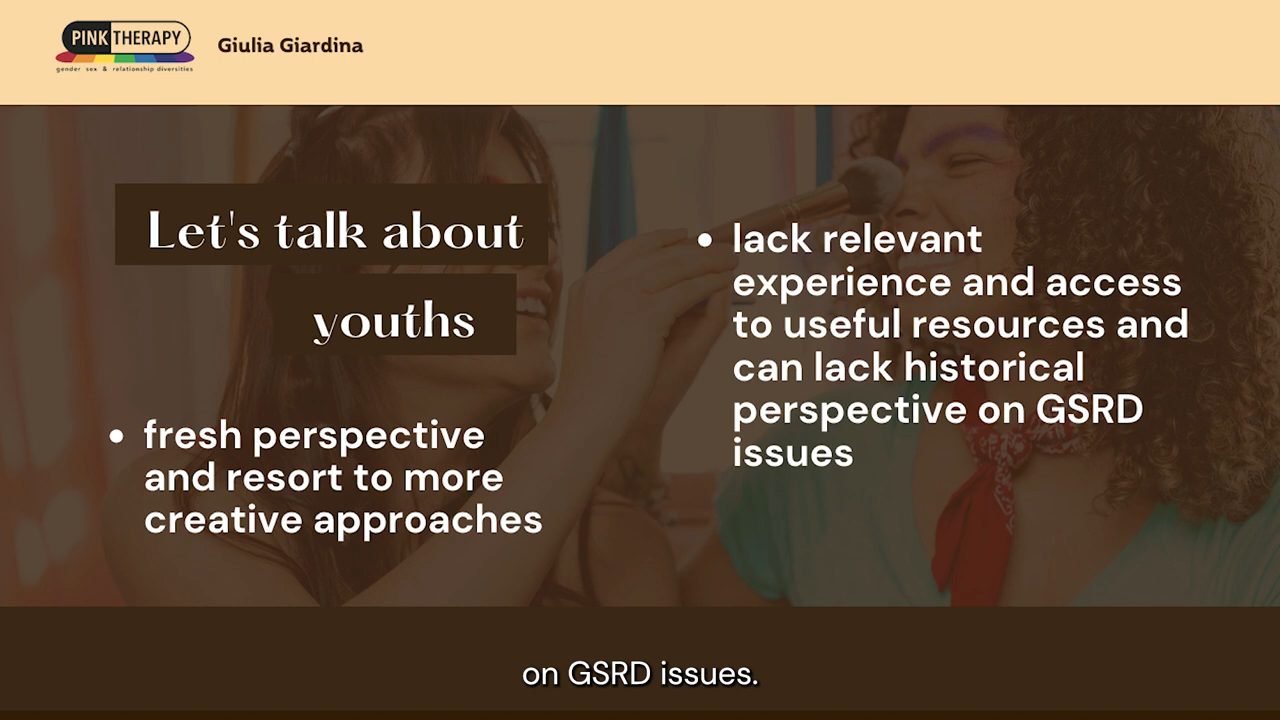 PINK THERAPY
gender sex & relationship diversities
Giulia Giardina
Let's talk about
youths
• fresh perspective
and resort to more
creative approaches
• lack relevant
experience and access
to useful resources and
can lack historical
perspective on GSRD
issues
on GSRD issues.